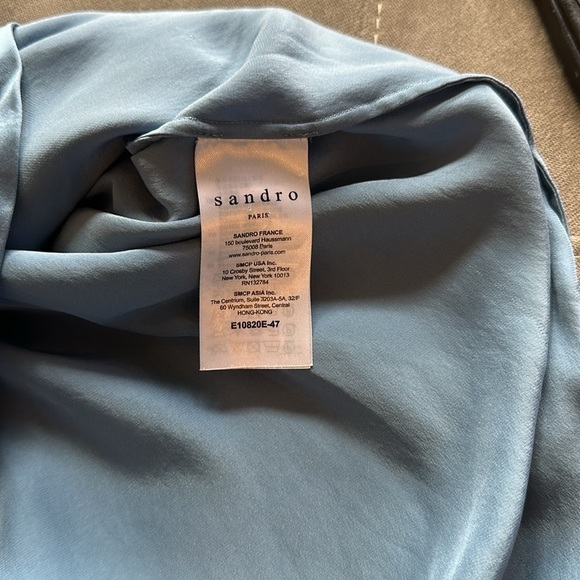 sandro
PARIS
SANDRO FRANCE
150 boulevard Haussmann
75008 Paris
www.sandro-paris.com
SMCP USA Inc.
10 Crosby Street, 3rd Floor
New York, New York 10013
RN132784
SMCP ASIA Inc.
The Centrium, Suite 3203A-5A, 32/F
60 Wyndham Street, Central
HONG-KONG
E10820E-47